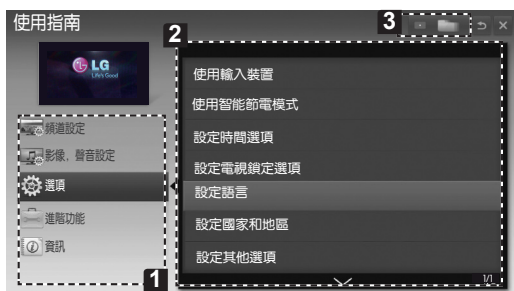 使用指南
3
2
LG
Life's Good
頻道設定
影像、聲音設定
選項
進階功能
資訊
1
使用輸入裝置
使用智能節電模式
設定時間選項
設定電視鎖定選項
設定語言
設定國家和地區
設定其他選項
1/1